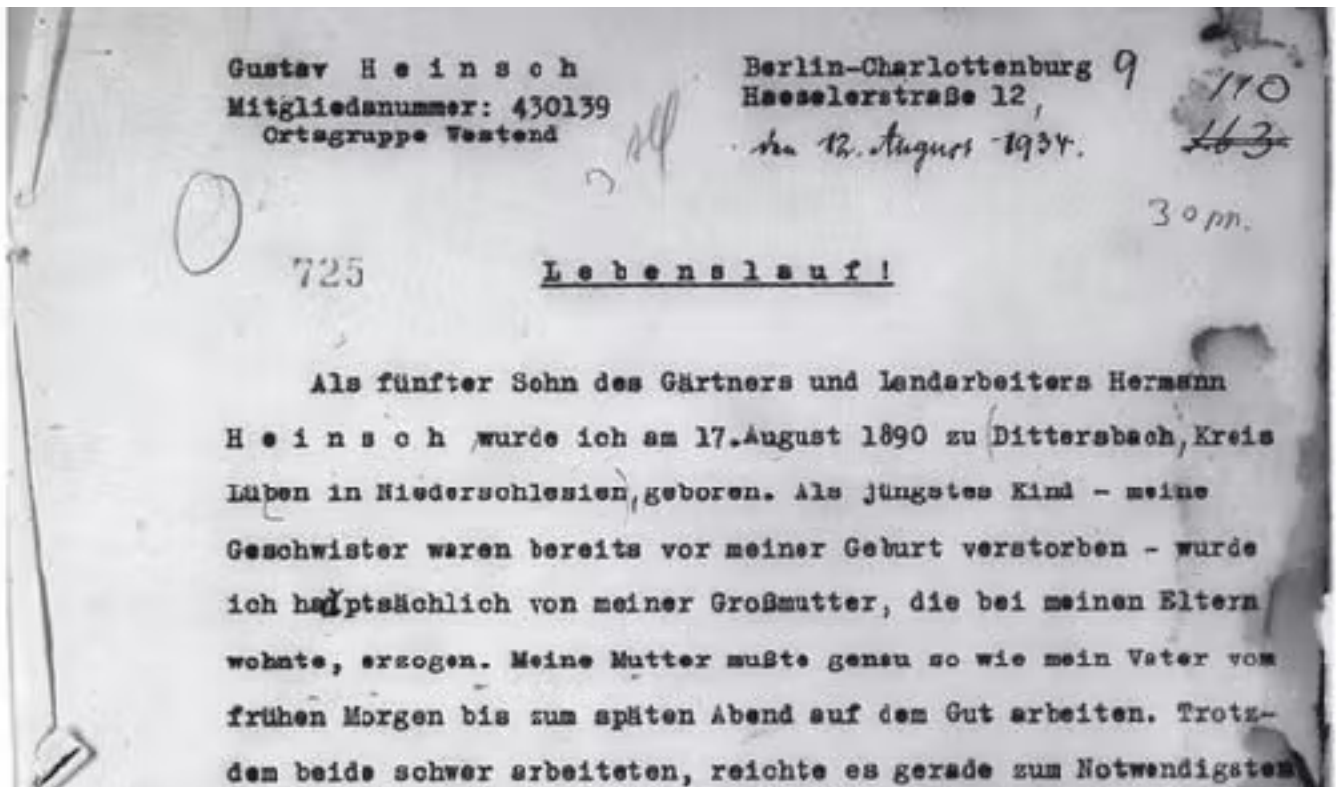 Gustav H e i n s c h
Mitgliedsnummer: 430139
Ortsgruppe Westend
Berlin-Charlottenburg 9
Haeselerstraße 12,
den 12. August 1934.
110
163
30 m.
725
L e b e n s l a u f !
Als fünfter Sohn des Gärtners und Landarbeiters Hermann
H e i n s c h ,wurde ich am 17.August 1890 zu (Dittersbach, Kreis
Lüben in Niederschlesien), geboren. Als jüngstes Kind - meine
Geschwister waren bereits vor meiner Geburt verstorben - wurde
ich hauptsächlich von meiner Großmutter, die bei meinen Eltern
wohnte, erzogen. Meine Mutter mußte genau so wie mein Vater vom
frühen Morgen bis zum späten Abend auf dem Gut arbeiten. Trotz-
dem beide schwer arbeiteten, reichte es gerade zum Notwendigsten